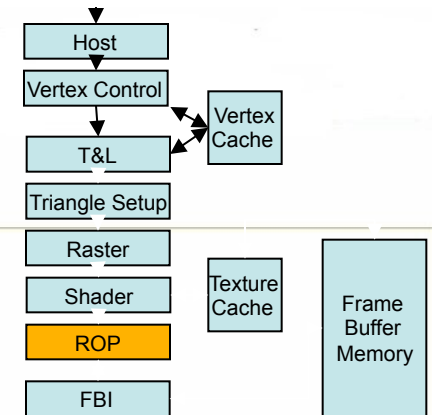 Host
Vertex Control
Vertex
Cache
T&L
Triangle Setup
Raster
Shader
Texture
Cache
ROP
Frame
Buffer
Memory
FBI